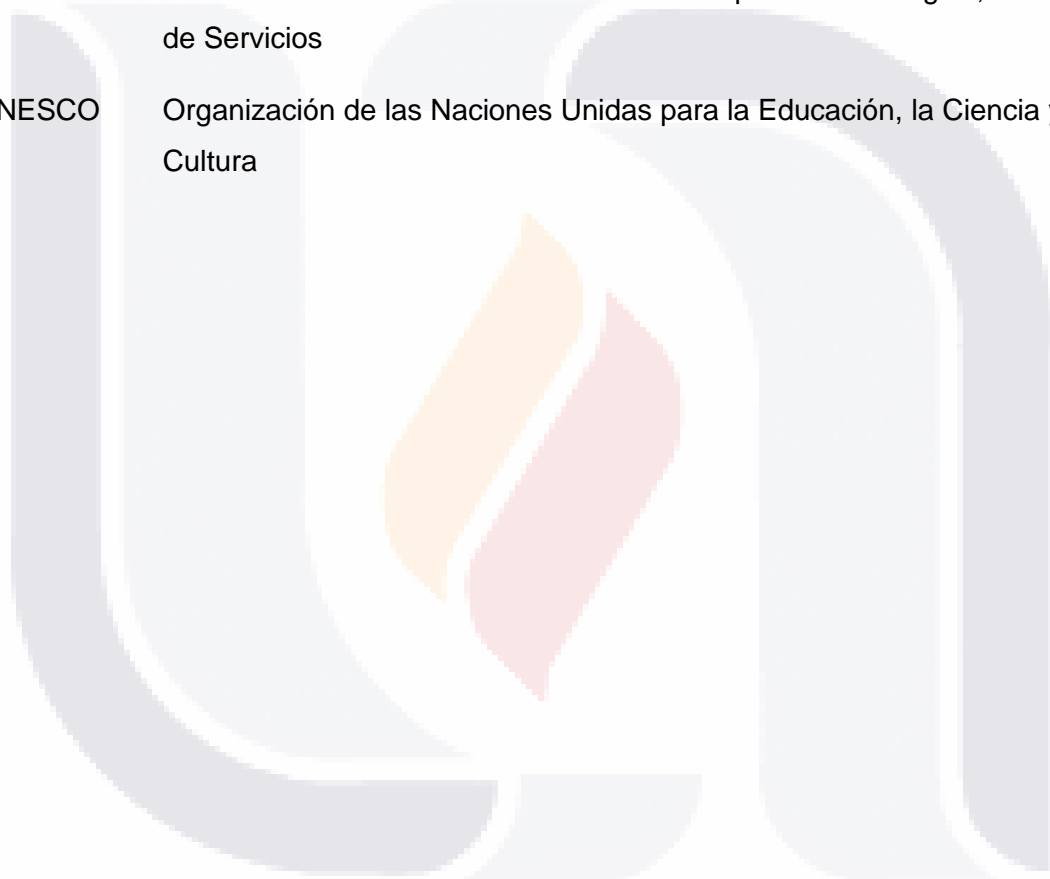 de Servicios
NESCO Organización de las Naciones Unidas para la Educación, la Ciencia y
Cultura